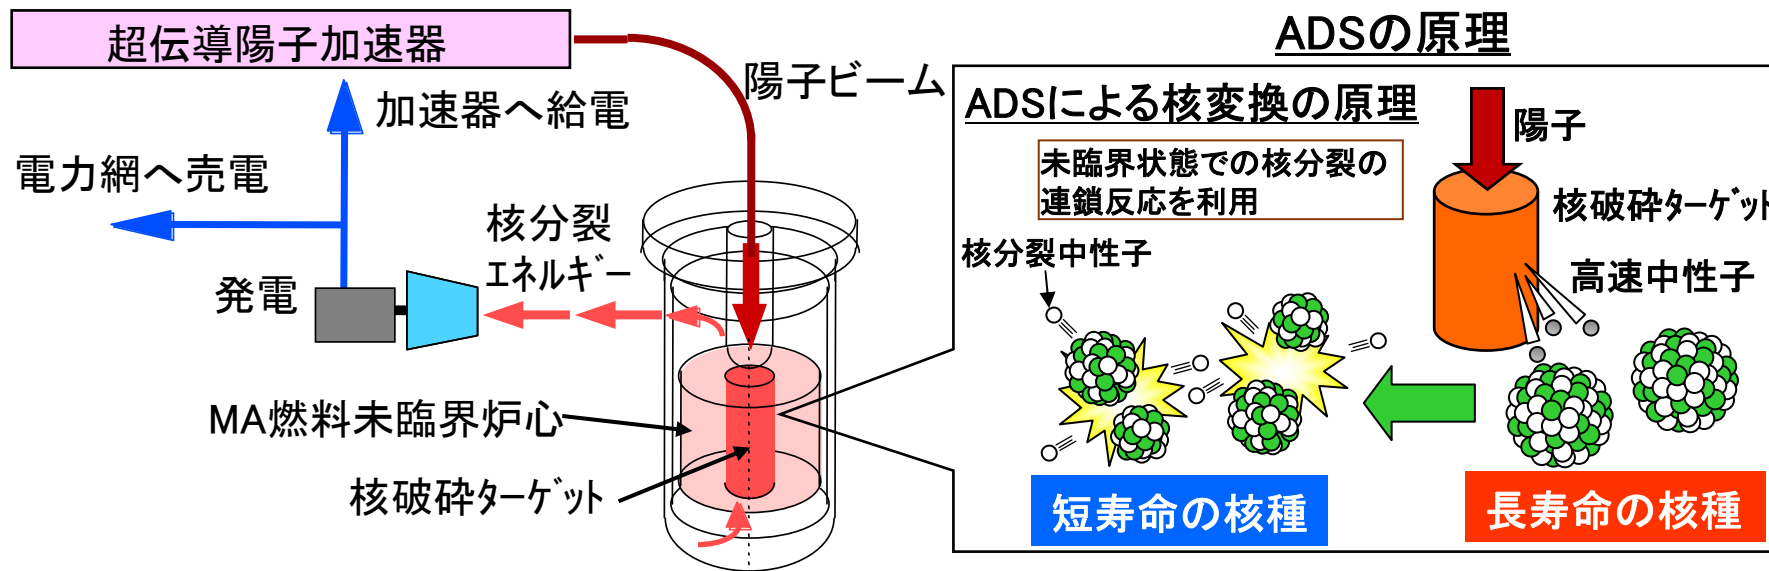 ADSの原理
超伝導陽子加速器
陽子ビーム
加速器へ給電
電力網へ売電
核分裂
エネルギー
発電
MA燃料未臨界炉心
核破砕ターゲット
ADSによる核変換の原理
陽子
未臨界状態での核分裂の
連鎖反応を利用
核破砕ターゲット
核分裂中性子
高速中性子
短寿命の核種
長寿命の核種